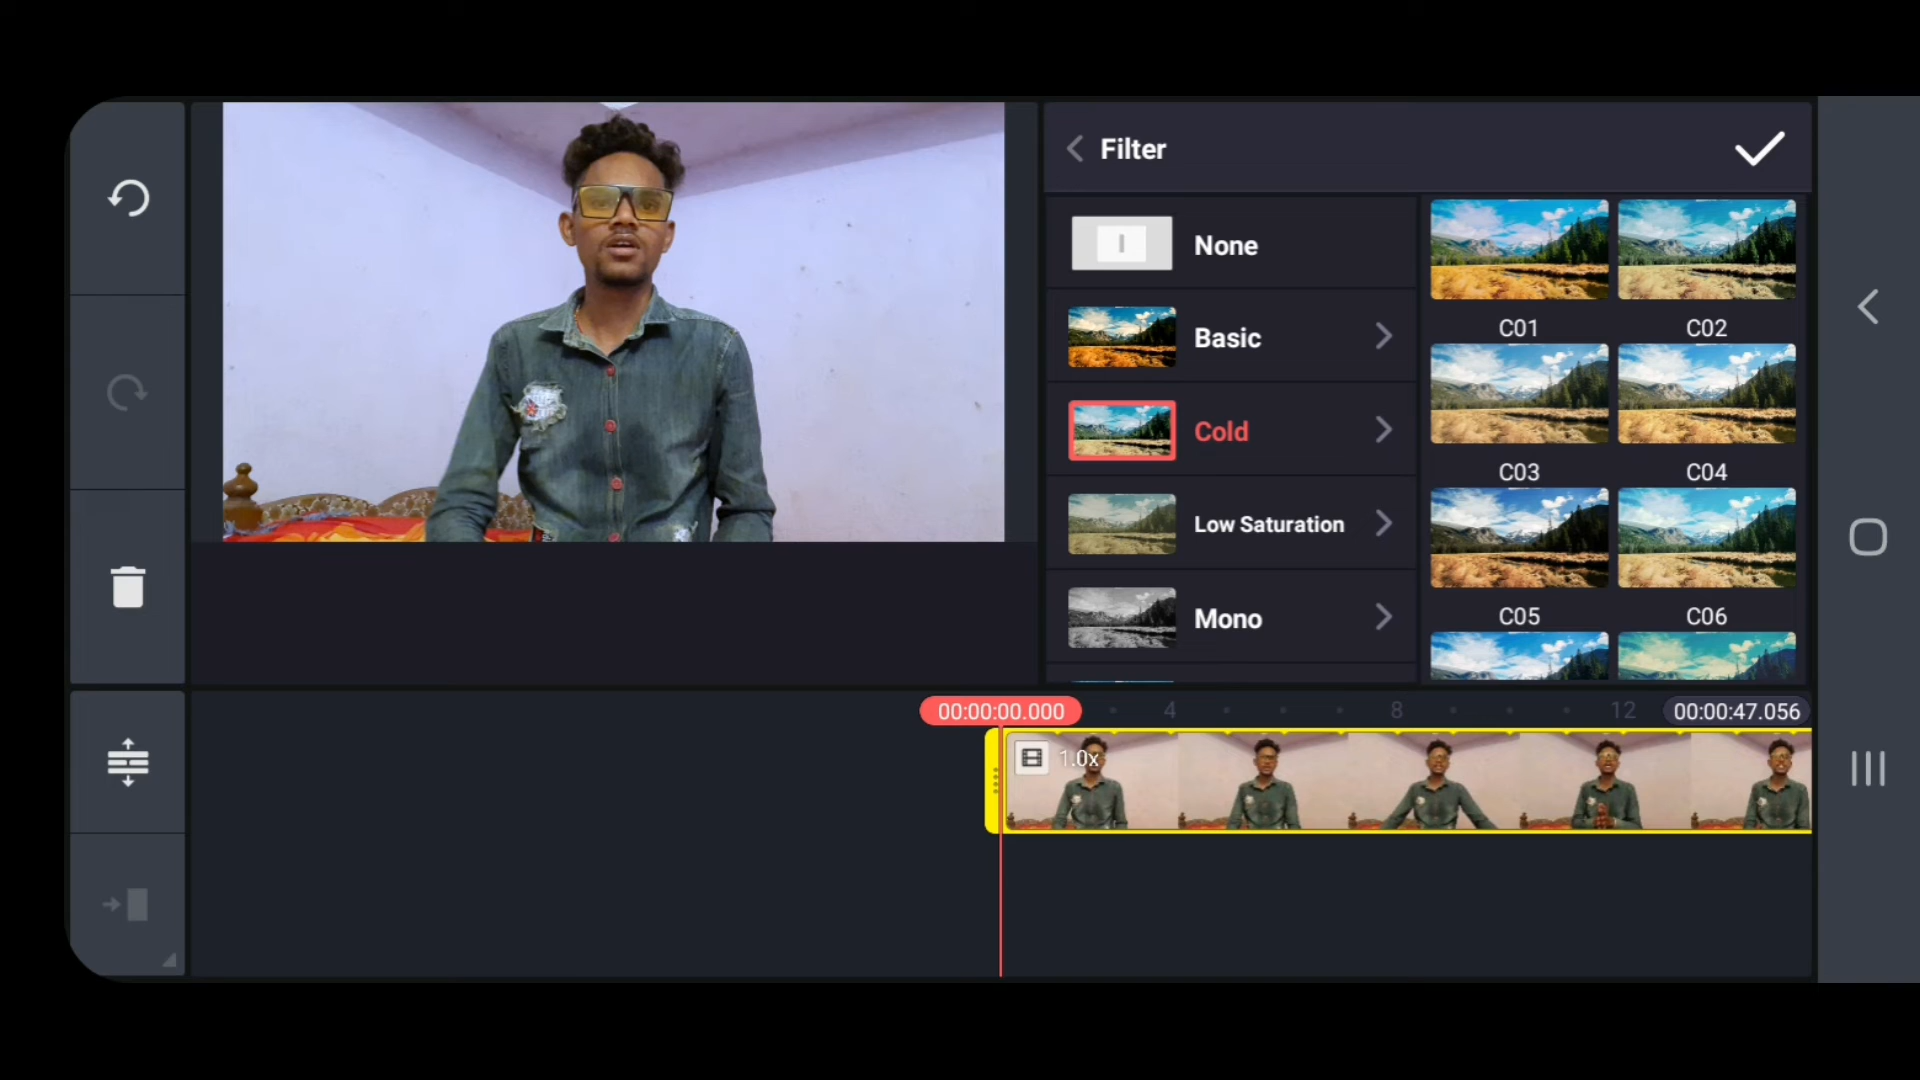 Filter
None
Basic
Cold
Low Saturation
Mono
C01 C02
C03 C04
C05 C06
00:00:00.000 4 8 12 00:00:47.056
1.0x